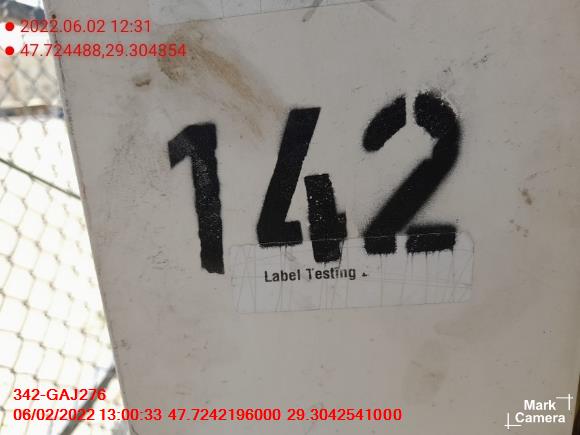 2022.06.02 12:31
47.724488,29.304354
142
Label Testing
342-GAJ276
06/02/2022 13:00:33 47.7242196000 29.3042541000
Mark
Camera